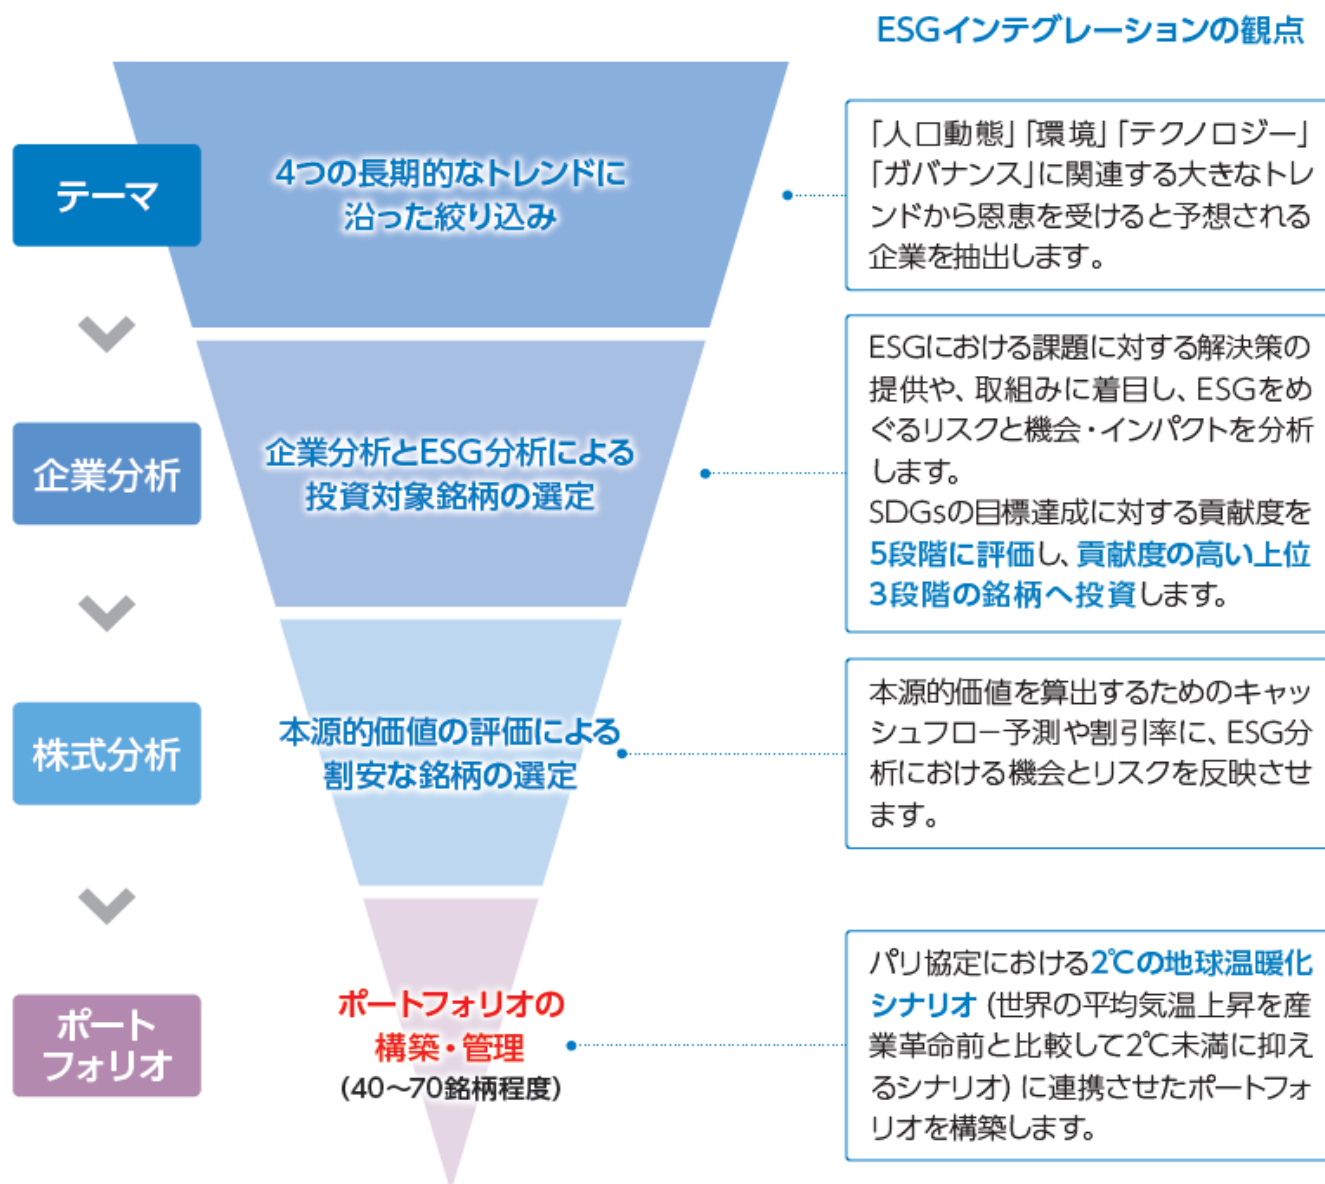 ESGインテグレーションの観点
テーマ
4つの長期的なトレンドに
沿った絞り込み
「人口動態」「環境」「テクノロジー」
「ガバナンス」に関連する大きなトレ
ンドから恩恵を受けると予想される
企業を抽出します。
企業分析
企業分析とESG分析による
投資対象銘柄の選定
ESGにおける課題に対する解決策の
提供や、取組みに着目し、ESGをめ
ぐるリスクと機会・インパクトを分析
します。
SDGsの目標達成に対する貢献度を
5段階に評価し、貢献度の高い上位
3段階の銘柄へ投資します。
株式分析
本源的価値の評価による
割安な銘柄の選定
本源的価値を算出するためのキャッ
シュフロー予測や割引率に、ESG分
析における機会とリスクを反映させ
ます。
ポート
フォリオ
ポートフォリオの
構築・管理
(40～70銘柄程度)
パリ協定における2℃の地球温暖化
シナリオ (世界の平均気温上昇を産
業革命前と比較して2℃未満に抑え
るシナリオ) に連携させたポートフォ
リオを構築します。